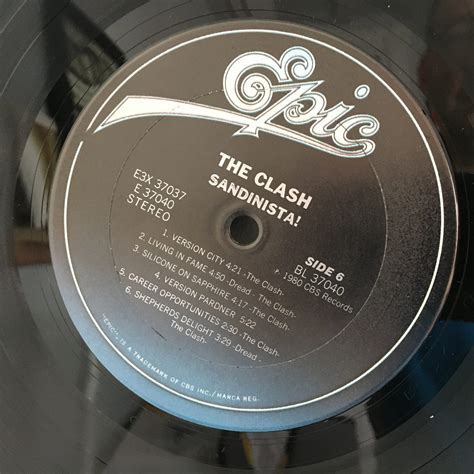 Epic
THE CLASH
SANDINISTA!
E3X 37037
E 37040
STEREO
SIDE 6
BL 37040
℗ 1980 CBS Records
1. VERSION CITY 4:21 -The Clash-
2. LIVING IN FAME 4:50 -Dread - The Clash-
3. SILICONE ON SAPPHIRE 4:17 -The Clash-
4. VERSION PARDNER 5:22
5. CAREER OPPORTUNITIES 2:30 -The Clash-
6. SHEPHERDS DELIGHT 3:29 -Dread -
The Clash-
"EPIC", IS A TRADEMARK OF CBS INC./MARCA REG.